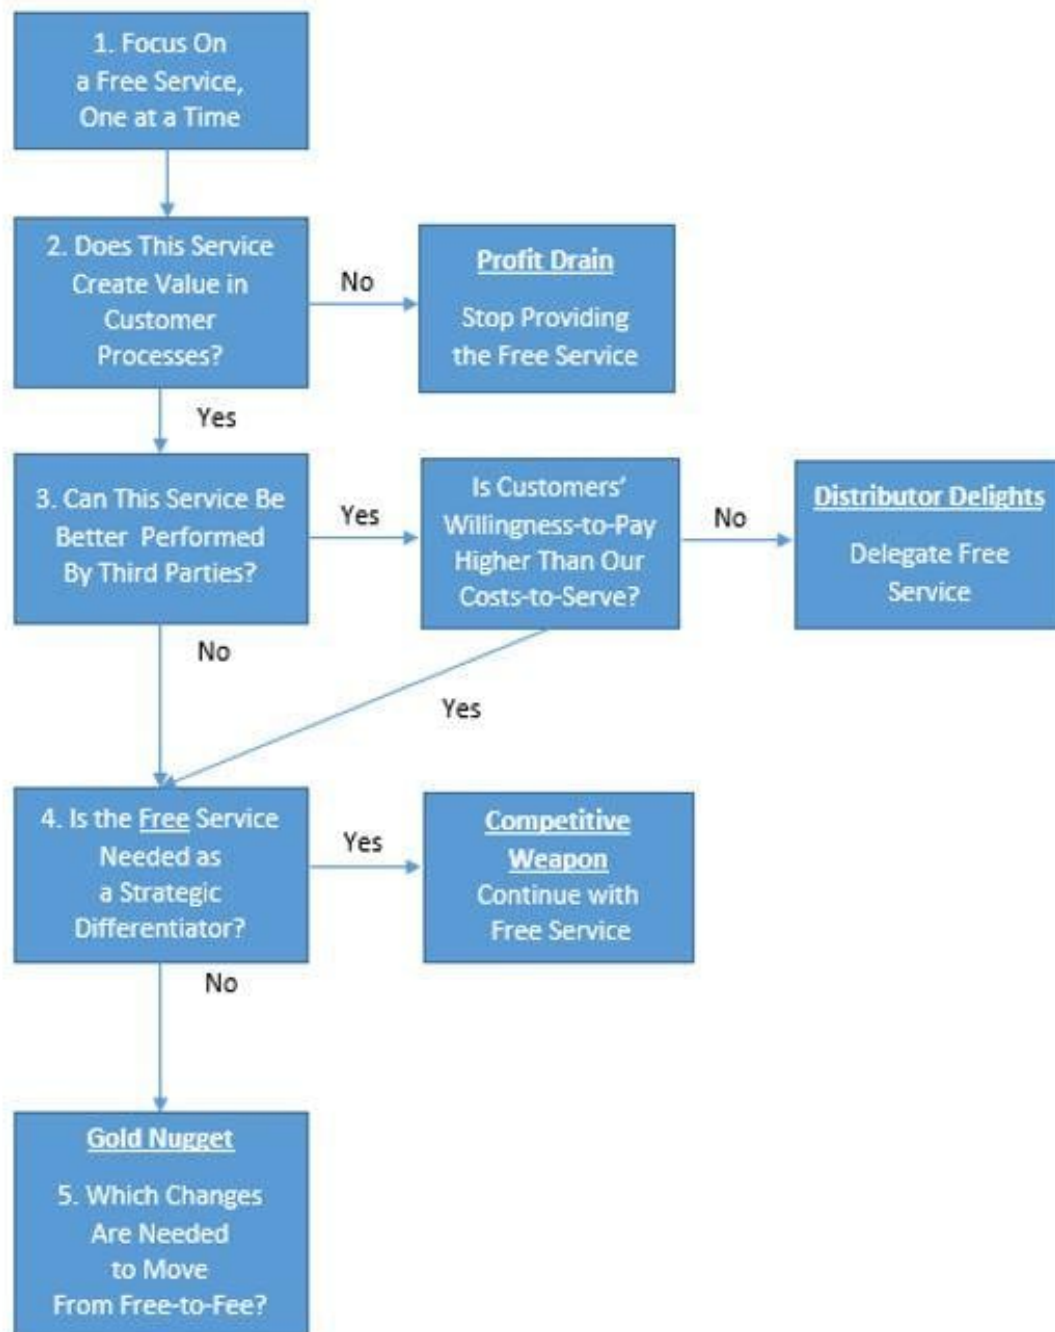 1. Focus On
a Free Service,
One at a Time
2. Does This Service
Create Value in
Customer
Processes?
No
Profit Drain
Stop Providing
the Free Service
Yes
3. Can This Service Be
Better Performed
By Third Parties?
Yes
Is Customers'
Willingness-to-Pay
Higher Than Our
Costs-to-Serve?
No
Distributor Delights
Delegate Free
Service
No
Yes
4. Is the Free Service
Needed as
a Strategic
Differentiator?
Yes
Competitive
Weapon
Continue with
Free Service
No
Gold Nugget
5. Which Changes
Are Needed
to Move
From Free-to-Fee?